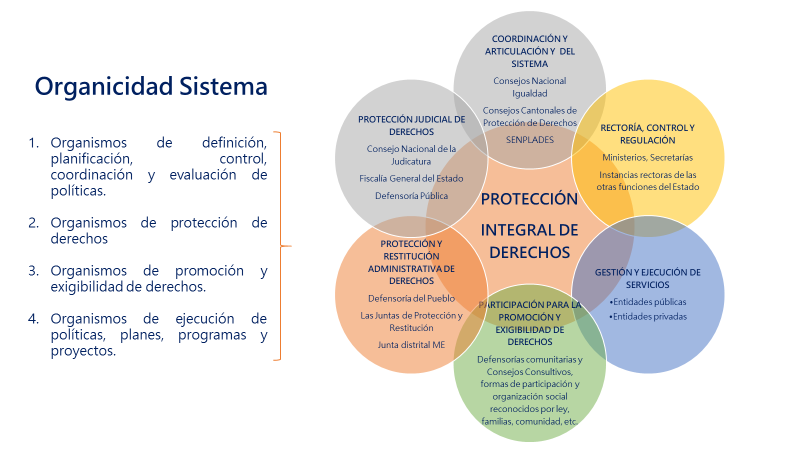 Organicidad Sistema
1. Organismos de definición,
planificación, control,
coordinación y evaluación de
políticas.
2. Organismos de protección de
derechos
3. Organismos de promoción y
exigibilidad de derechos.
4. Organismos de ejecución de
políticas, planes, programas y
proyectos.
COORDINACIÓN Y
ARTICULACIÓN Y DEL
SISTEMA
Consejos Nacional
Igualdad
Consejos Cantonales de
Protección de Derechos
SENPLADES
PROTECCIÓN JUDICIAL DE
DERECHOS
Consejo Nacional de la
Judicatura
Fiscalía General del Estado
Defensoría Pública
RECTORÍA, CONTROL Y
REGULACIÓN
Ministerios, Secretarías
Instancias rectoras de las
otras funciones del Estado
PROTECCIÓN
INTEGRAL DE
DERECHOS
PROTECCIÓN Y
RESTITUCIÓN
ADMINISTRATIVA DE
DERECHOS
Defensoría del Pueblo
Las Juntas de Protección y
Restitución
Junta distrital ME
GESTIÓN Y EJECUCIÓN DE
SERVICIOS
•Entidades públicas
•Entidades privadas
PARTICIPACIÓN PARA LA
PROMOCIÓN Y
EXIGIBILIDAD DE
DERECHOS
Defensorías comunitarias y
Consejos Consultivos,
formas de participación y
organización social
reconocidos por ley,
familias, comunidad, etc.